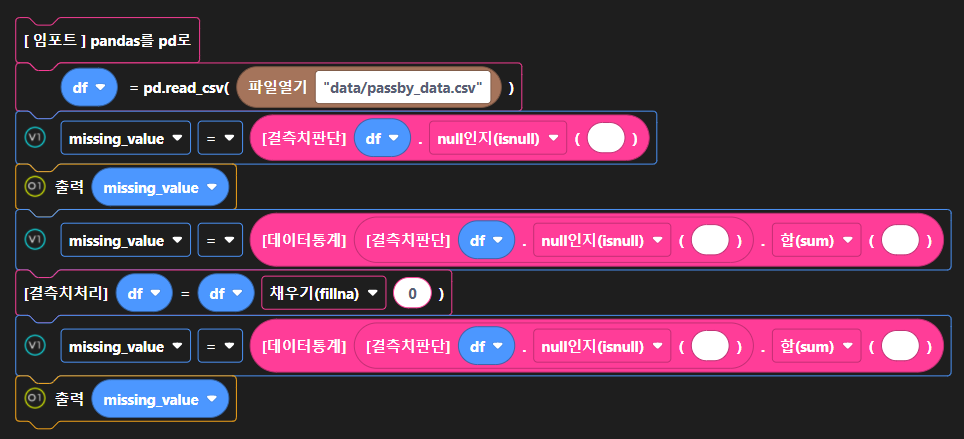 [ 임포트 ] pandas를 pd로
df = pd.read_csv( 파일열기 "data/passby_data.csv" )
V1 missing_value = [결측치판단] df . null인지(isnull) ( )
O1 출력 missing_value
V1 missing_value = [데이터통계] [결측치판단] df . null인지(isnull) ( ) . 합(sum) ( )
[결측치처리] df = df 채우기(fillna) 0 )
V1 missing_value = [데이터통계] [결측치판단] df . null인지(isnull) ( ) . 합(sum) ( )
O1 출력 missing_value